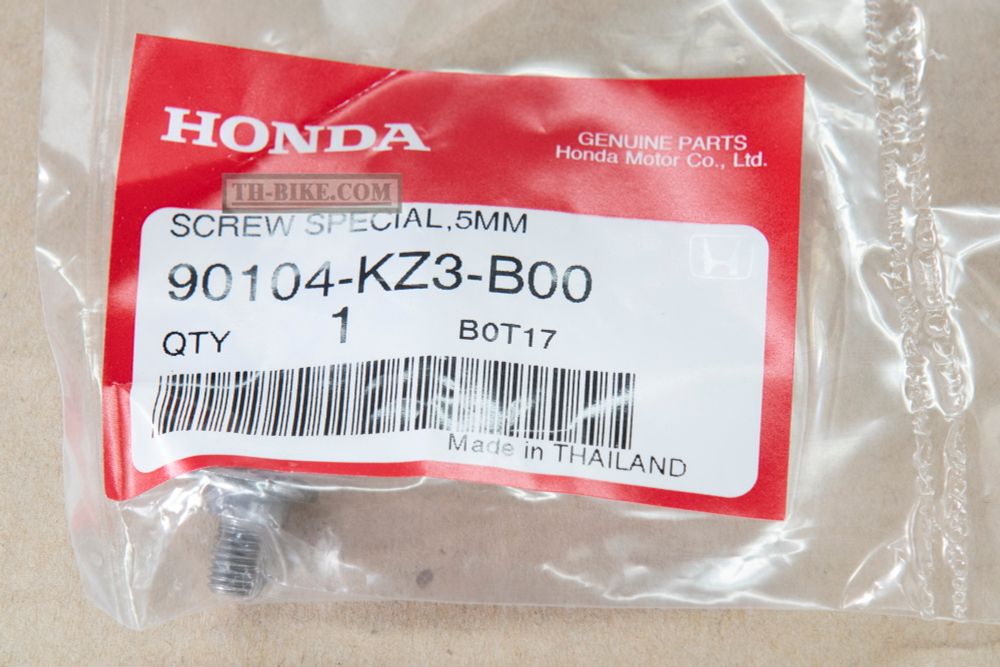 HONDA
GENUINE PARTS
Honda Motor Co., Ltd.
TH-BIKE.COM
SCREW SPECIAL,5MM
90104-KZ3-B00
QTY 1 B0T17
Made in THAILAND